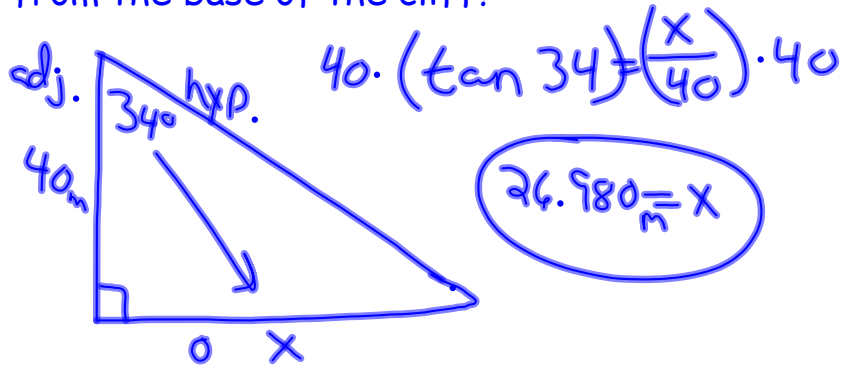 from the base of the cliff?
adj. hyp. 40 · (tan 34) = (x/40) · 40
34°
40m
26.980m = x
o x